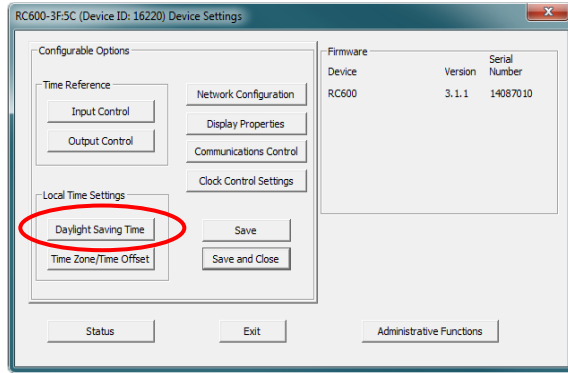 RC600-3F:5C (Device ID: 16220) Device Settings
Configurable Options
Time Reference
Input Control
Output Control
Local Time Settings
Daylight Saving Time
Time Zone/Time Offset
Network Configuration
Display Properties
Communications Control
Clock Control Settings
Save
Save and Close
Firmware
Device Version Serial Number
RC600 3.1.1 14087010
Status
Exit
Administrative Functions